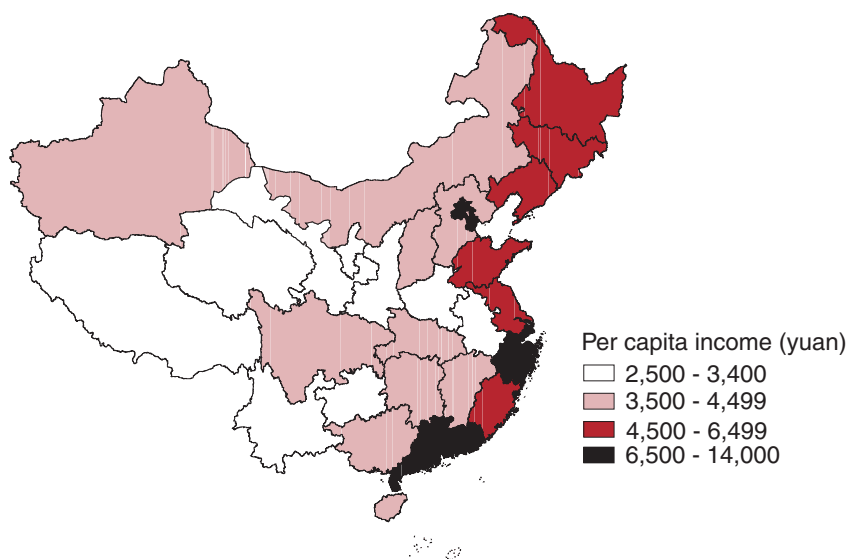 Per capita income (yuan)
2,500 - 3,400
3,500 - 4,499
4,500 - 6,499
6,500 - 14,000